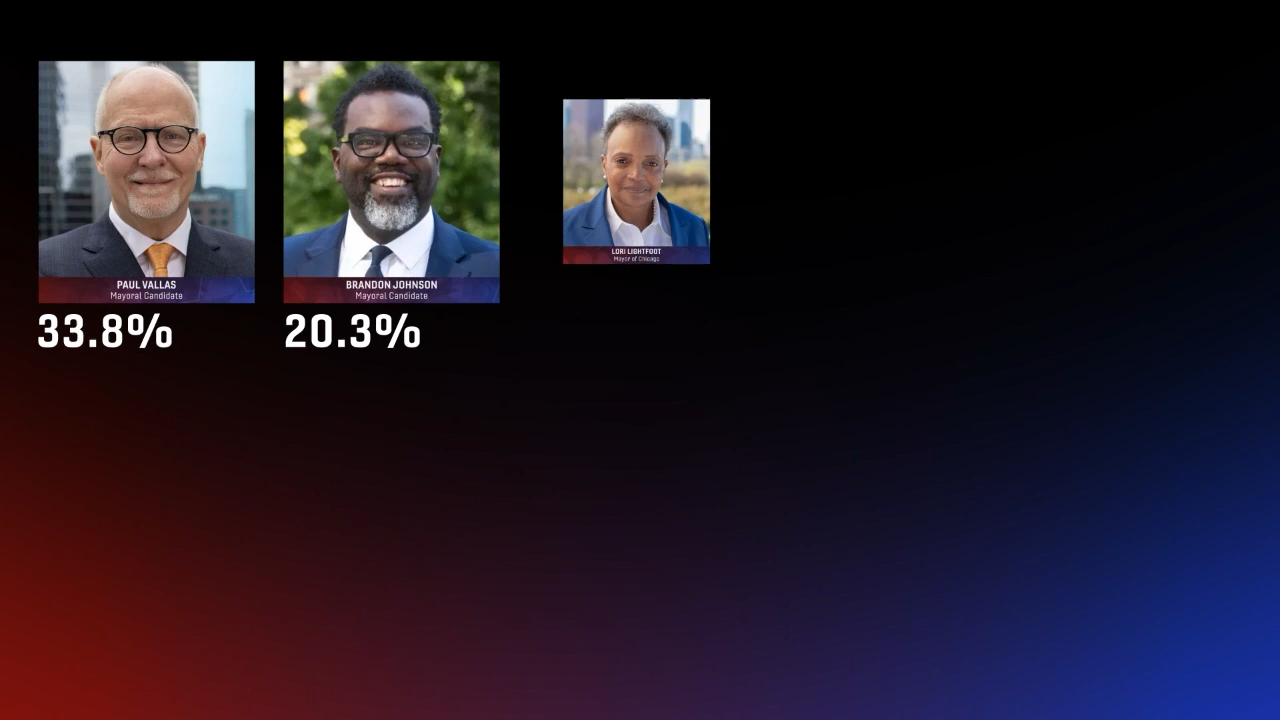 PAUL VALLAS
Mayoral Candidate
33.8%
BRANDON JOHNSON
Mayoral Candidate
20.3%
LORI LIGHTFOOT
Mayor of Chicago